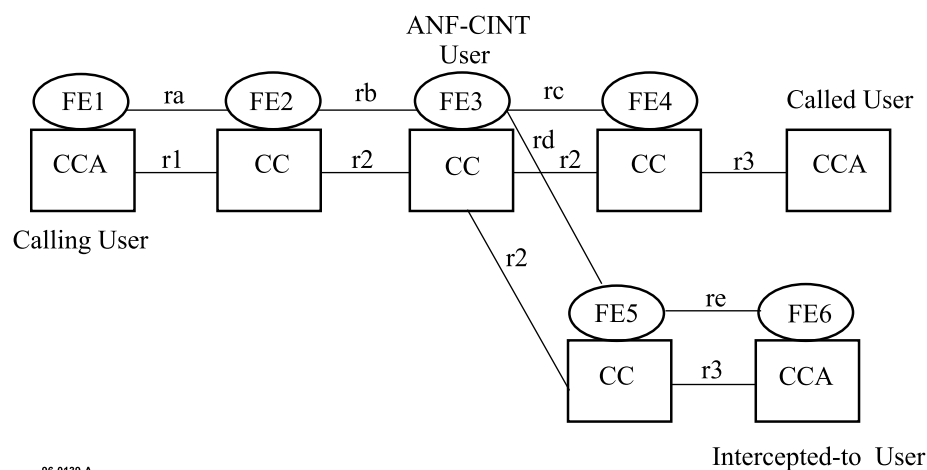 ANF-CINT
User
FE1 ra FE2 rb FE3 rc FE4
Called User
rd
CCA r1 CC r2 CC r2 CC r3 CCA
Calling User
r2
FE5 re FE6
CC r3 CCA
Intercepted-to User